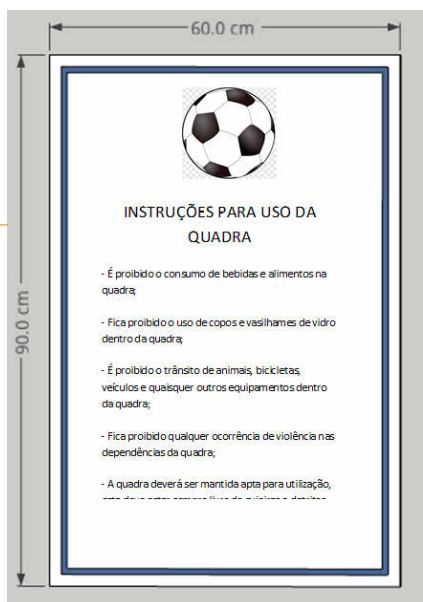 60.0 cm
90.0 cm
INSTRUÇÕES PARA USO DA
QUADRA
- É proibido o consumo de bebidas e alimentos na
quadra;
- Fica proibido o uso de copos e vasilhames de vidro
dentro da quadra;
- É proibido o trânsito de animais, bicicletas,
veículos e quaisquer outros equipamentos dentro
da quadra;
- Fica proibido qualquer ocorrência de violência nas
dependências da quadra;
- A quadra deverá ser mantida apta para utilização,